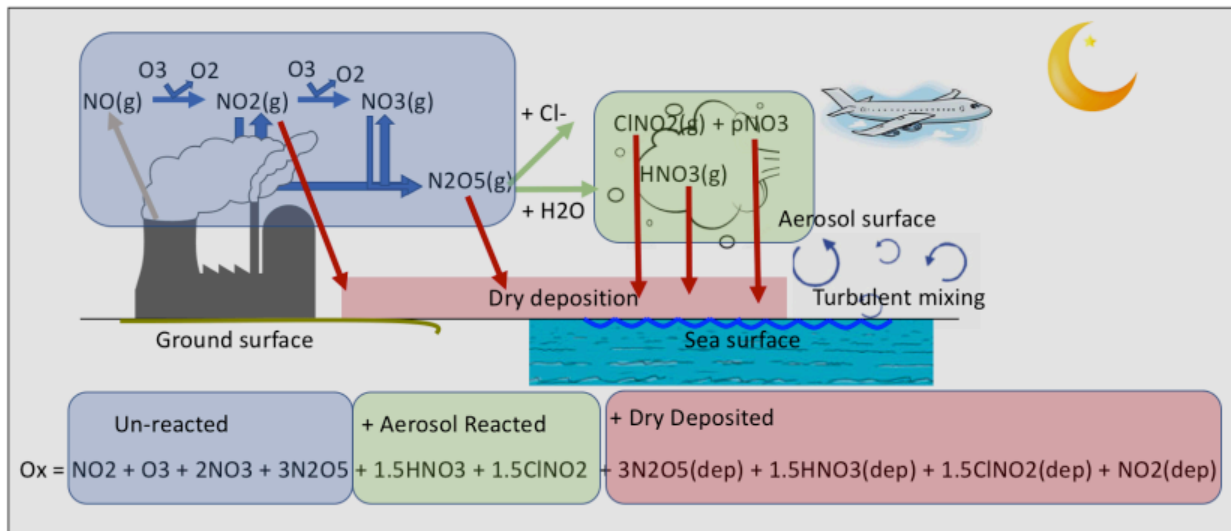 O3 O2 O3 O2
NO(g) NO2(g) NO3(g)
+ Cl-
ClNO2(g) + pNO3
N2O5(g)
HNO3(g)
+ H2O
Aerosol surface
Dry deposition
Turbulent mixing
Ground surface
Sea surface
Un-reacted + Aerosol Reacted + Dry Deposited
Ox = NO2 + O3 + 2NO3 + 3N2O5 + 1.5HNO3 + 1.5ClNO2 + 3N2O5(dep) + 1.5HNO3(dep) + 1.5ClNO2(dep) + NO2(dep)